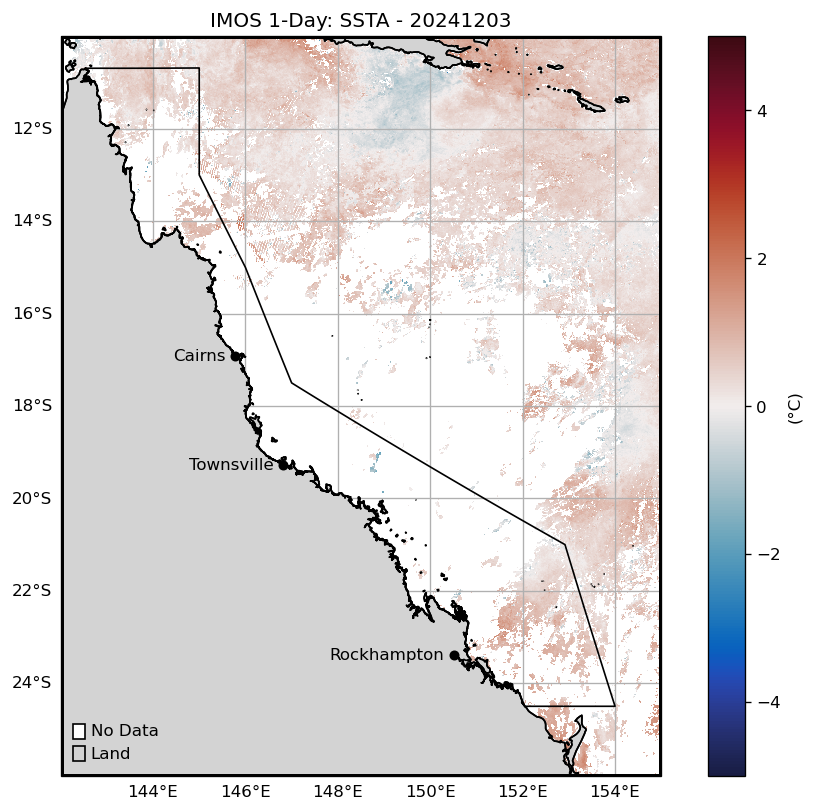 IMOS 1-Day: SSTA - 20241203
12°S
14°S
16°S
18°S
20°S
22°S
24°S
Cairns
Townsville
Rockhampton
No Data
Land
144°E 146°E 148°E 150°E 152°E 154°E
4
2
0
−2
−4
(°C)